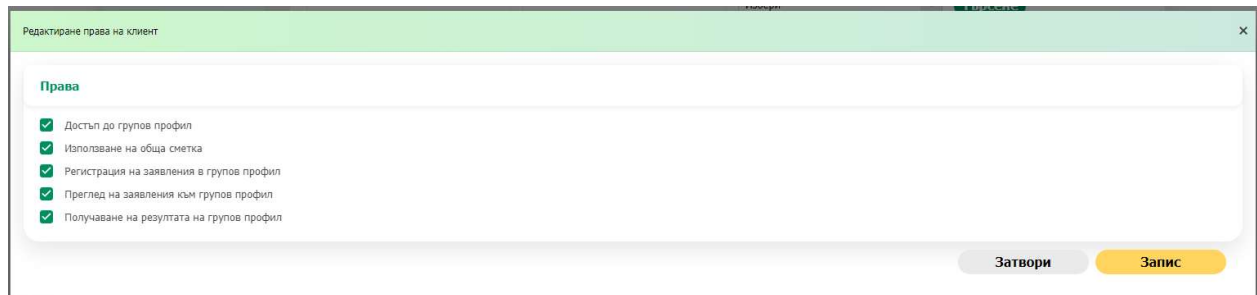 Търсене
Редактиране права на клиент
Права
Достъп до групов профил
Използване на обща сметка
Регистрация на заявления в групов профил
Преглед на заявления към групов профил
Получаване на резултата на групов профил
Затвори
Запис